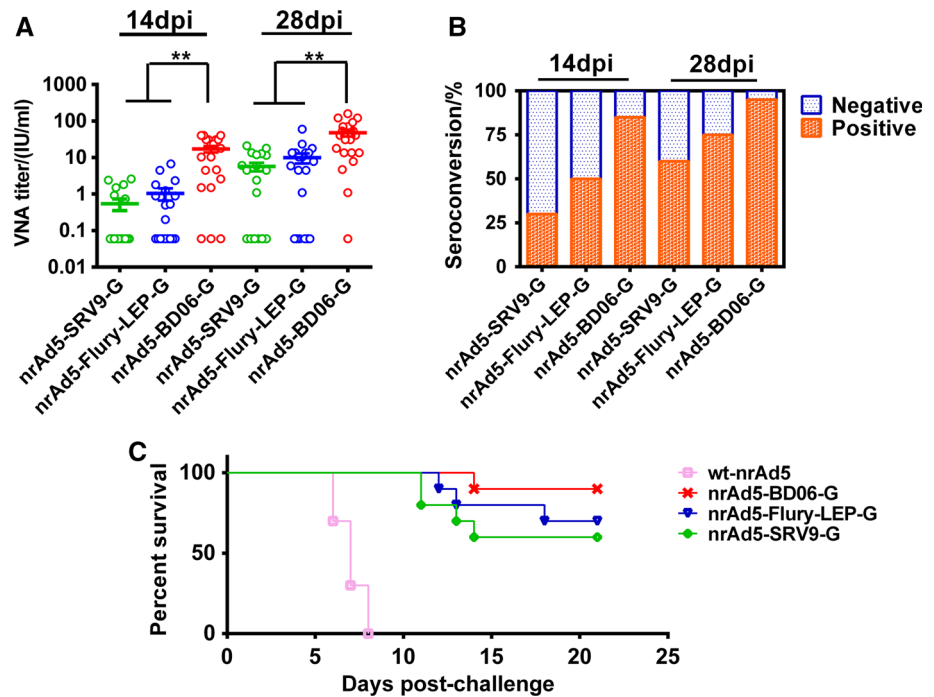 A
14dpi
28dpi
**
**
VNA titer/(IU/ml)
1000
100
10
1
0.1
0.01
nrAd5-SRV9-G
nrAd5-Flury-LEP-G
nrAd5-BD06-G
nrAd5-SRV9-G
nrAd5-Flury-LEP-G
nrAd5-BD06-G
B
14dpi
28dpi
Seroconversion/%
100
75
50
25
0
Negative
Positive
nrAd5-SRV9-G
nrAd5-Flury-LEP-G
nrAd5-BD06-G
nrAd5-SRV9-G
nrAd5-Flury-LEP-G
nrAd5-BD06-G
C
Percent survival
100
50
0
0
5
10
15
20
25
Days post-challenge
wt-nrAd5
nrAd5-BD06-G
nrAd5-Flury-LEP-G
nrAd5-SRV9-G